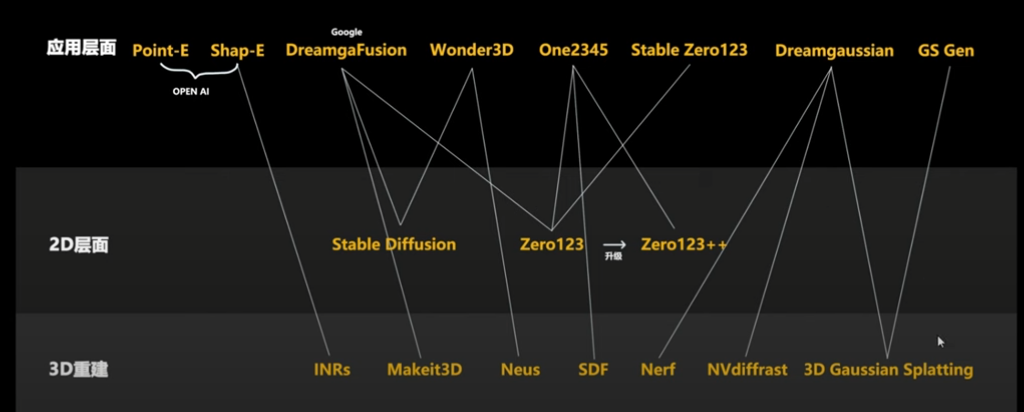 Google
应用层面 Point-E Shap-E DreamgaFusion Wonder3D One2345 Stable Zero123 Dreamgaussian GS Gen
OPEN AI
2D层面 Stable Diffusion Zero123 Zero123++
升级
3D重建 INRs Makeit3D Neus SDF Nerf NVdiffrast 3D Gaussian Splatting